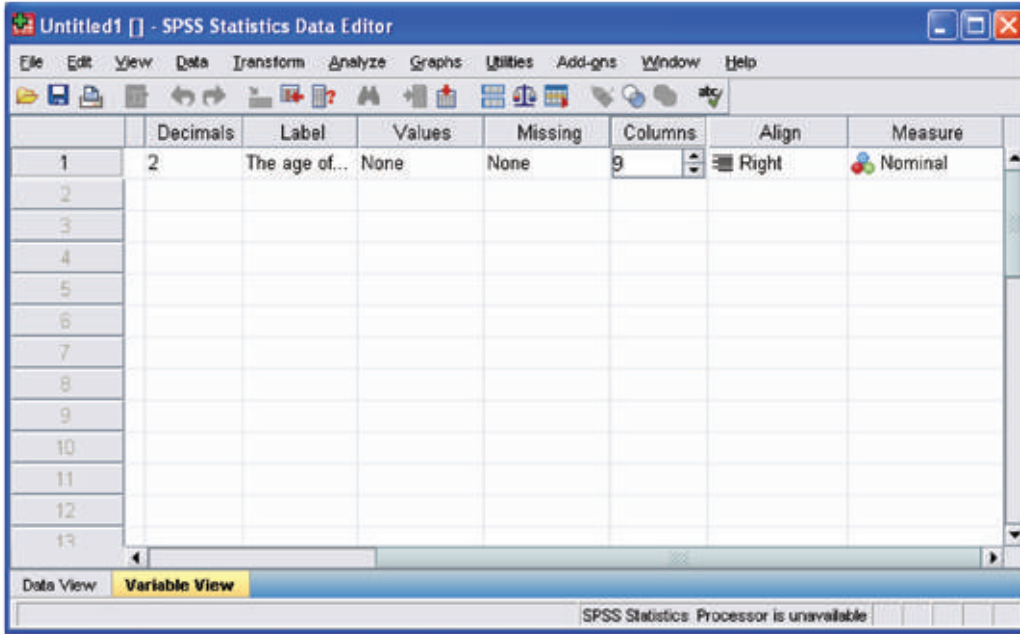 Untitled1 [] - SPSS Statistics Data Editor
File Edit View Data Transform Analyze Graphs Utilities Add-ons Window Help
Decimals Label Values Missing Columns Align Measure
1 2 The age of... None None 9 Right Nominal
2
3
4
5
6
7
8
9
10
11
12
13
Data View Variable View
SPSS Statistics Processor is unavailable